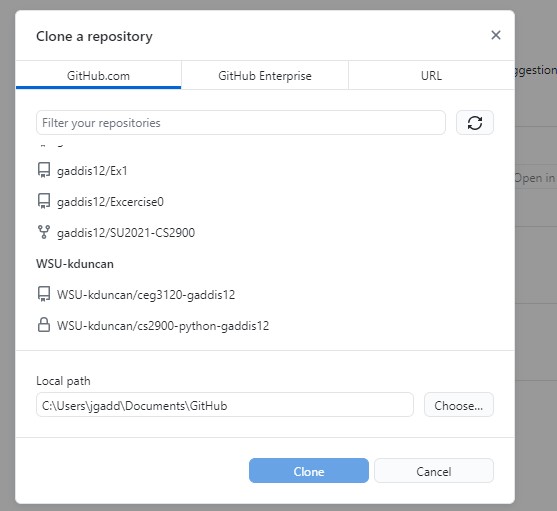 Clone a repository
GitHub.com
GitHub Enterprise
URL
Filter your repositories
gaddis12/Ex1
gaddis12/Excercise0
gaddis12/SU2021-CS2900
WSU-kduncan
WSU-kduncan/ceg3120-gaddis12
WSU-kduncan/cs2900-python-gaddis12
Local path
C:\Users\jgadd\Documents\GitHub
Choose...
Clone
Cancel
ggestion
Open in